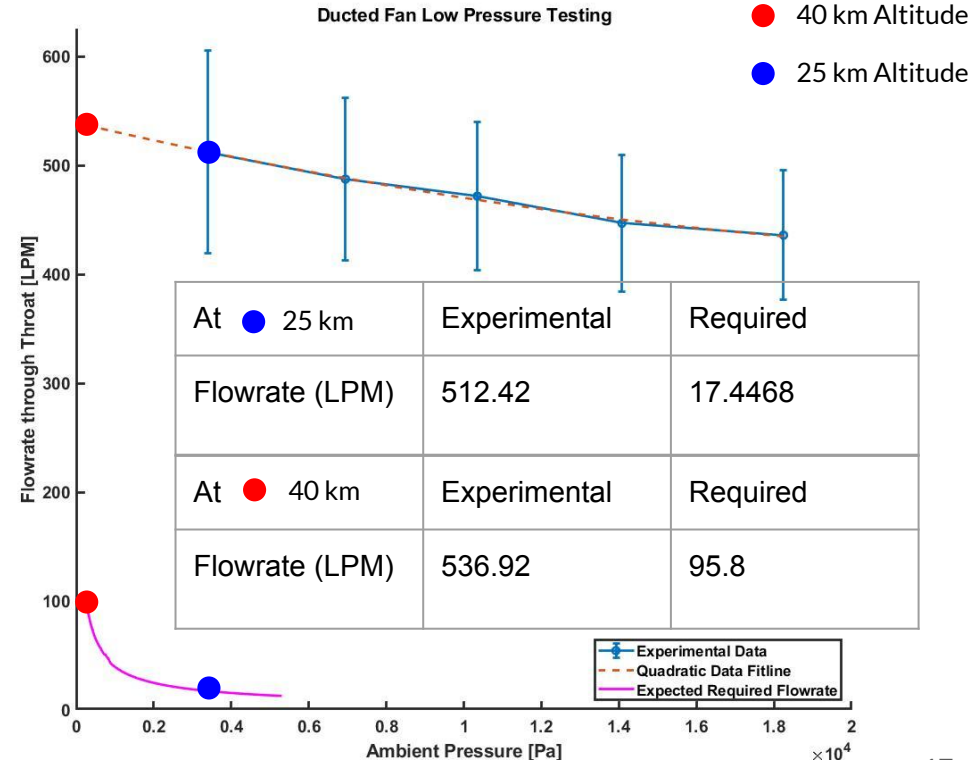 Ducted Fan Low Pressure Testing
40 km Altitude
25 km Altitude
600
500
400
300
200
100
0
Flowrate through Throat [LPM]
At 25 km Experimental Required
Flowrate (LPM) 512.42 17.4468
At 40 km Experimental Required
Flowrate (LPM) 536.92 95.8
Experimental Data
Quadratic Data Fitline
Expected Required Flowrate
0 0.2 0.4 0.6 0.8 1 1.2 1.4 1.6 1.8 2
Ambient Pressure [Pa]
×10⁴